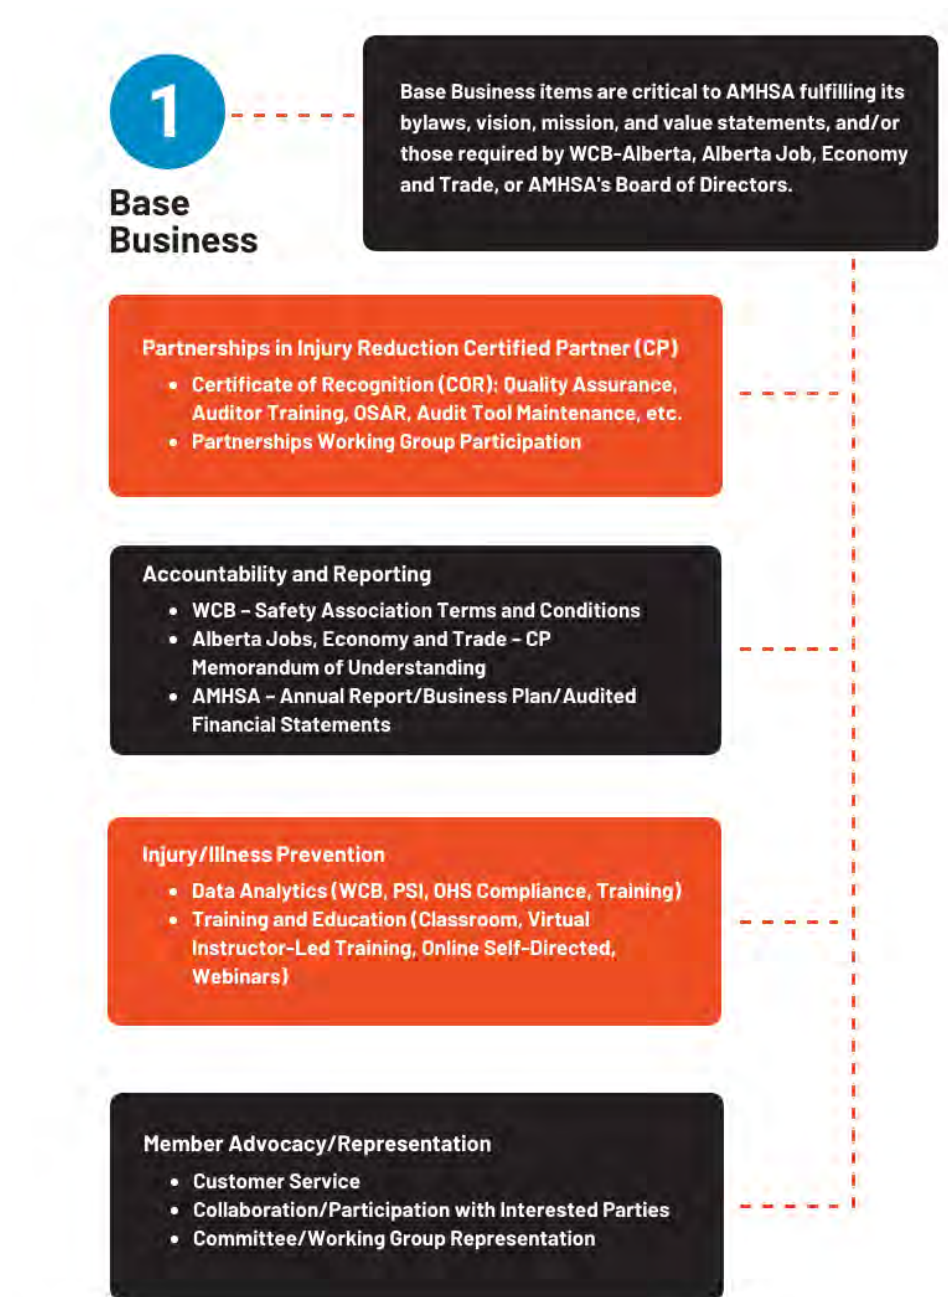 1
Base
Business
Base Business items are critical to AMHSA fulfilling its
bylaws, vision, mission, and value statements, and/or
those required by WCB-Alberta, Alberta Job, Economy
and Trade, or AMHSA's Board of Directors.
Partnerships in Injury Reduction Certified Partner (CP)
• Certificate of Recognition (COR): Quality Assurance,
Auditor Training, OSAR, Audit Tool Maintenance, etc.
• Partnerships Working Group Participation
Accountability and Reporting
• WCB – Safety Association Terms and Conditions
• Alberta Jobs, Economy and Trade – CP
Memorandum of Understanding
• AMHSA – Annual Report/Business Plan/Audited
Financial Statements
Injury/Illness Prevention
• Data Analytics (WCB, PSI, OHS Compliance, Training)
• Training and Education (Classroom, Virtual
Instructor-Led Training, Online Self-Directed,
Webinars)
Member Advocacy/Representation
• Customer Service
• Collaboration/Participation with Interested Parties
• Committee/Working Group Representation